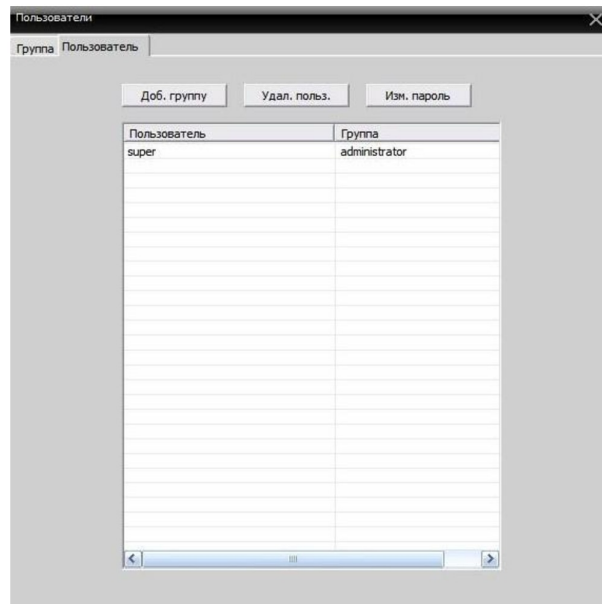 Пользователи
Группа Пользователь
Доб. группу Удал. польз. Изм. пароль
Пользователь Группа
super administrator